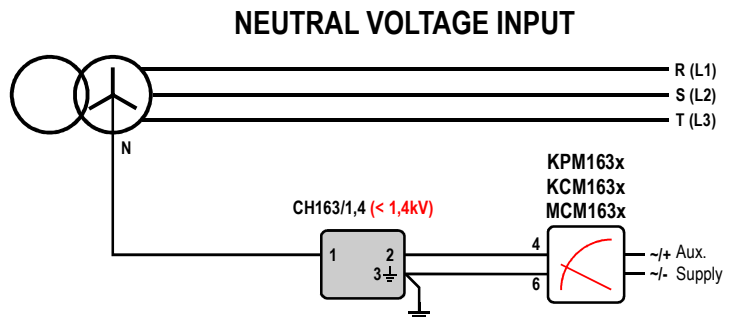 NEUTRAL VOLTAGE INPUT
R (L1)
S (L2)
T (L3)
N
KPM163x
KCM163x
MCM163x
CH163/1,4 (< 1,4kV)
1
2
3
4
6
~/+ Aux.
~/- Supply